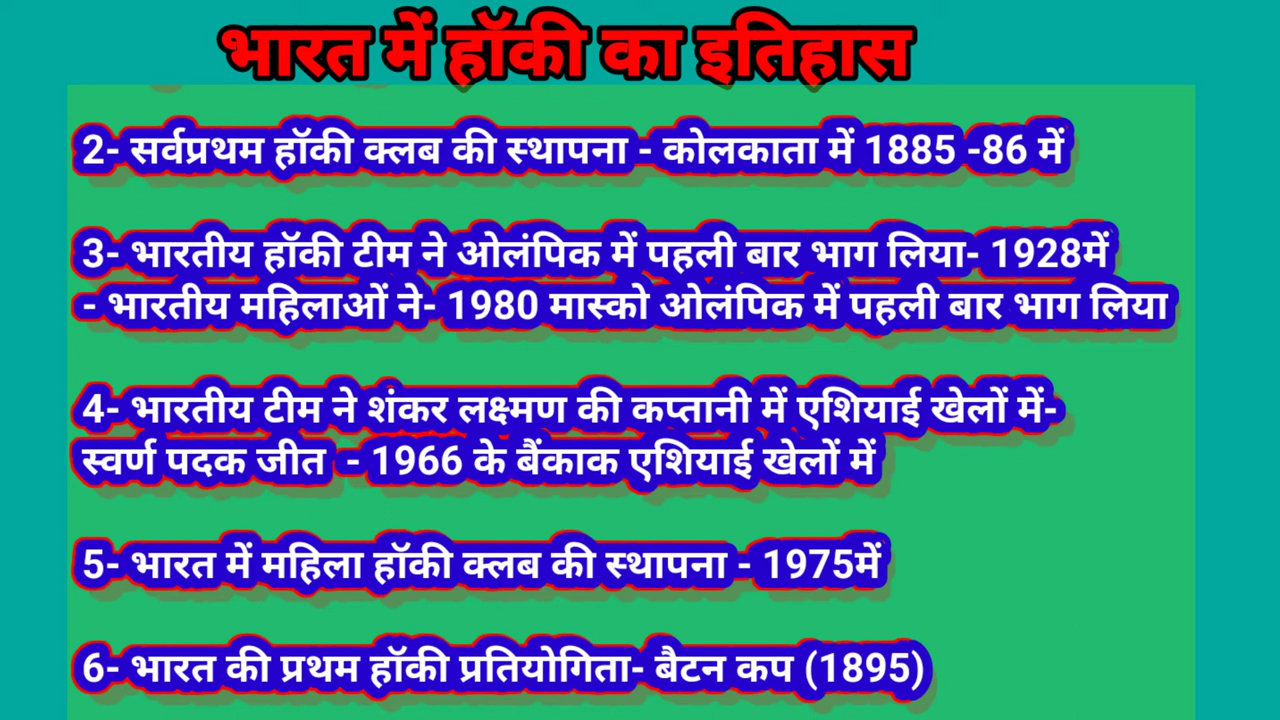 भारत में हॉकी का इतिहास
2- सर्वप्रथम हॉकी क्लब की स्थापना - कोलकाता में 1885 -86 में
3- भारतीय हॉकी टीम ने ओलंपिक में पहली बार भाग लिया- 1928में
- भारतीय महिलाओं ने- 1980 मास्को ओलंपिक में पहली बार भाग लिया
4- भारतीय टीम ने शंकर लक्ष्मण की कप्तानी में एशियाई खेलों में-
स्वर्ण पदक जीत - 1966 के बैंकाक एशियाई खेलों में
5- भारत में महिला हॉकी क्लब की स्थापना - 1975में
6- भारत की प्रथम हॉकी प्रतियोगिता- बैटन कप (1895)